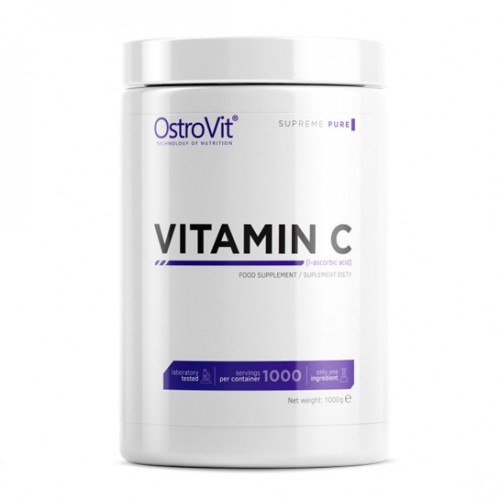 OstroVit®
TECHNOLOGY OF NUTRITION
SUPREME PURE
VITAMIN C
(l-ascorbic acid)
FOOD SUPPLEMENT / SUPLEMENT DIETY
laboratory
tested
servings
per container 1000
only one
ingredient
Net weight: 1000g ℮